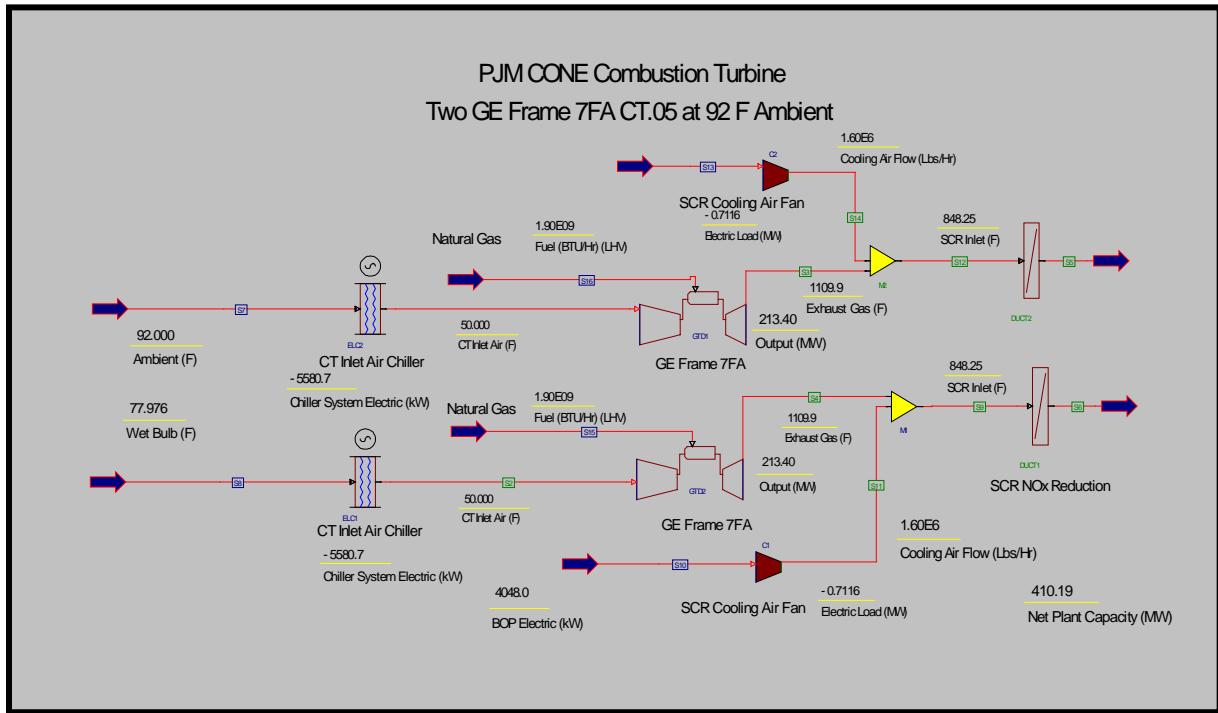 PJM CONE Combustion Turbine
Two GE Frame 7FA CT.05 at 92 F Ambient
C2
1.60E6
Cooling Air Flow (Lbs/Hr)
S13
SCR Cooling Air Fan
- 0.7116
Electric Load (MW)
S14
848.25
SCR Inlet (F)
Natural Gas
1.90E09
Fuel (BTU/Hr) (LHV)
S16
S3
M2
S12
S5
1109.9
Exhaust Gas (F)
S7
92.000
Ambient (F)
ELC2
CT Inlet Air Chiller
50.000
CT Inlet Air (F)
GTD1
GE Frame 7FA
213.40
Output (MW)
DUCT2
- 5580.7
Chiller System Electric (kW)
77.976
Wet Bulb (F)
Natural Gas
1.90E09
Fuel (BTU/Hr) (LHV)
S15
S4
1109.9
Exhaust Gas (F)
M1
848.25
SCR Inlet (F)
S9
S6
DUCT1
SCR NOx Reduction
S8
ELC1
CT Inlet Air Chiller
S2
50.000
CT Inlet Air (F)
GTD2
GE Frame 7FA
213.40
Output (MW)
S11
- 5580.7
Chiller System Electric (kW)
1.60E6
Cooling Air Flow (Lbs/Hr)
C1
S10
SCR Cooling Air Fan
- 0.7116
Electric Load (MW)
4048.0
BOP Electric (kW)
410.19
Net Plant Capacity (MW)